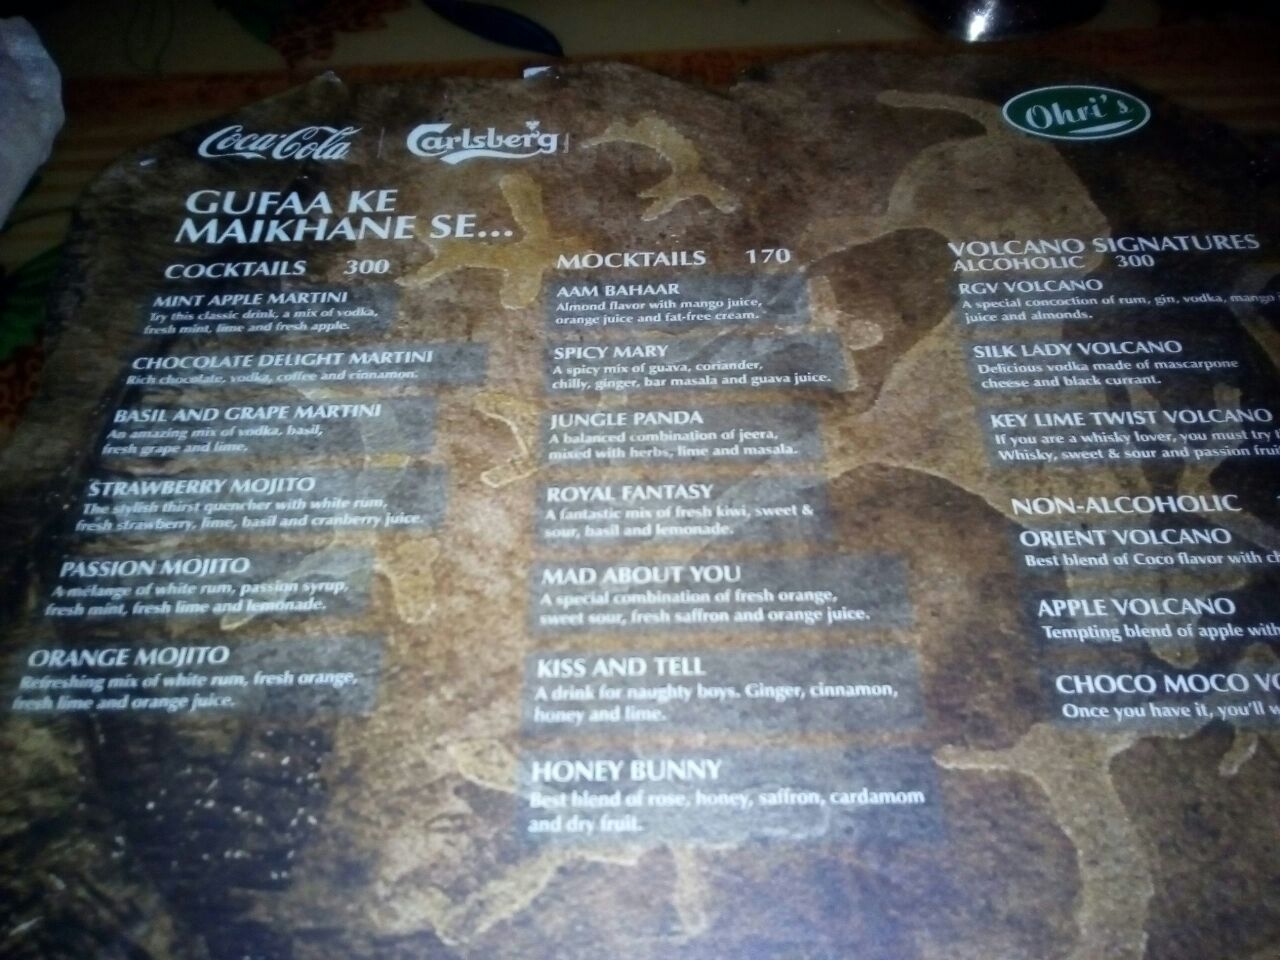 Coca-Cola
Carlsberg
Ohri's
GUFAA KE
MAIKHANE SE...
COCKTAILS 300
MINT APPLE MARTINI
Try this classic drink, a mix of vodka,
fresh mint, lime and fresh apple.
CHOCOLATE DELIGHT MARTINI
Rich chocolate, vodka, coffee and cinnamon.
BASIL AND GRAPE MARTINI
An amazing mix of vodka, basil,
fresh grape and lime.
STRAWBERRY MOJITO
The stylish thirst quencher with white rum,
fresh strawberry, lime, basil and cranberry juice.
PASSION MOJITO
A mélange of white rum, passion syrup,
fresh mint, fresh lime and lemonade.
ORANGE MOJITO
Refreshing mix of white rum, fresh orange,
fresh lime and orange juice.
MOCKTAILS 170
AAM BAHAAR
Almond flavor with mango juice,
orange juice and fat-free cream.
SPICY MARY
A spicy mix of guava, coriander,
chilly, ginger, bar masala and guava juice.
JUNGLE PANDA
A balanced combination of jeera,
mixed with herbs, lime and masala.
ROYAL FANTASY
A fantastic mix of fresh kiwi, sweet &
sour, basil and lemonade.
MAD ABOUT YOU
A special combination of fresh orange,
sweet sour, fresh saffron and orange juice.
KISS AND TELL
A drink for naughty boys. Ginger, cinnamon,
honey and lime.
HONEY BUNNY
Best blend of rose, honey, saffron, cardamom
and dry fruit.
VOLCANO SIGNATURES
ALCOHOLIC 300
RGV VOLCANO
A special concoction of rum, gin, vodka, mango
juice and almonds.
SILK LADY VOLCANO
Delicious vodka made of mascarpone
cheese and black currant.
KEY LIME TWIST VOLCANO
If you are a whisky lover, you must try
Whisky, sweet & sour and passion
NON-ALCOHOLIC
ORIENT VOLCANO
Best blend of Coco flavor with
APPLE VOLCANO
Tempting blend of apple with
CHOCO MOCO
Once you have it, you'll